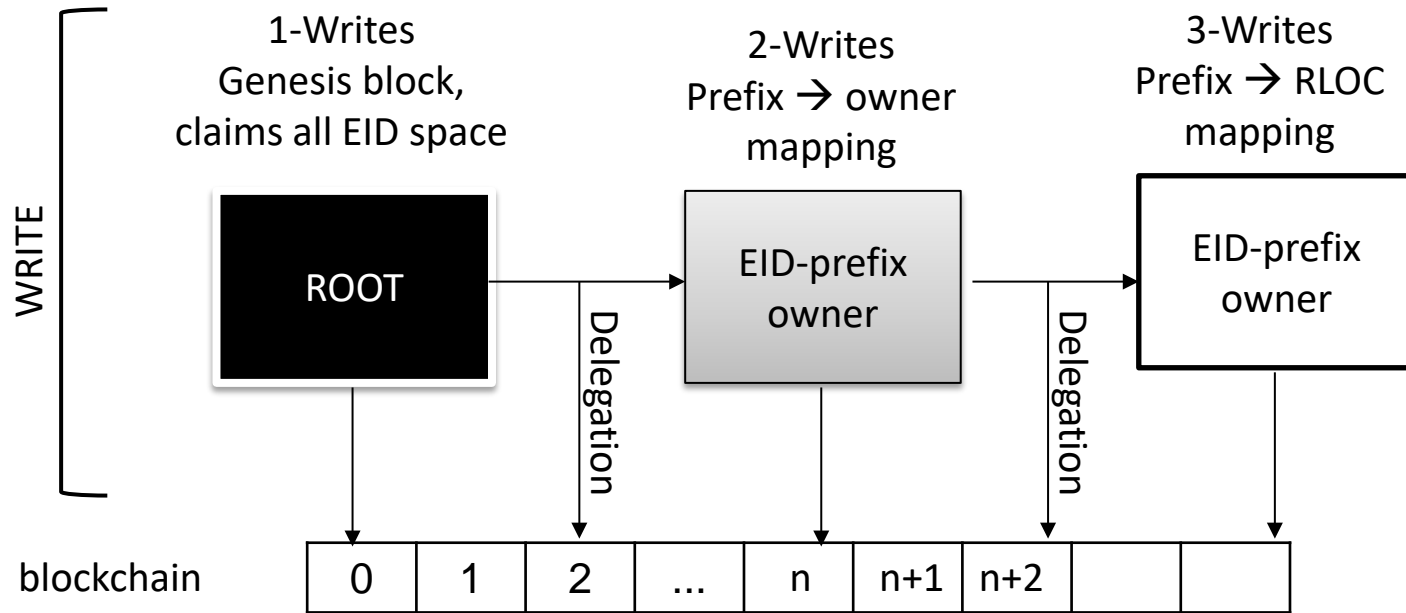 1-Writes
Genesis block,
claims all EID space
2-Writes
Prefix → owner
mapping
3-Writes
Prefix → RLOC
mapping
WRITE
ROOT
EID-prefix
owner
EID-prefix
owner
Delegation
Delegation
blockchain
0 1 2 ... n n+1 n+2